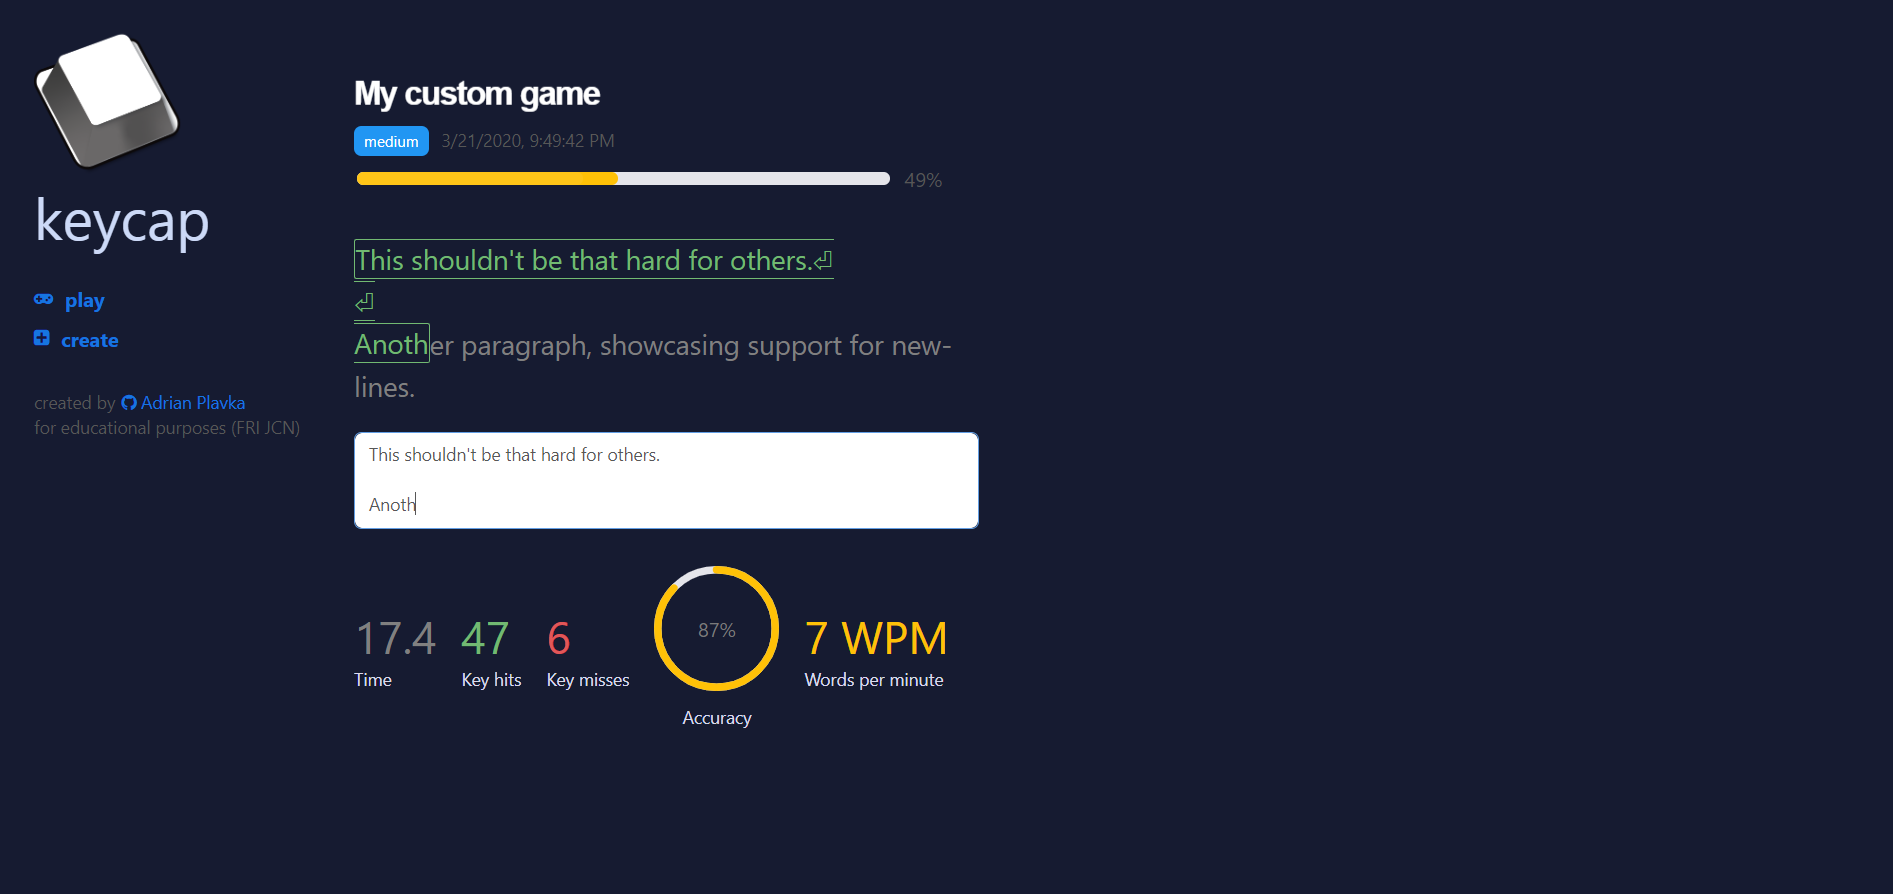 keycap
play
create
created by Adrian Plavka
for educational purposes (FRI JCN)
My custom game
medium 3/21/2020, 9:49:42 PM
49%
This shouldn't be that hard for others.⏎
⏎
Another paragraph, showcasing support for new-
lines.
This shouldn't be that hard for others.
Anoth
17.4 47 6 87% 7 WPM
Time Key hits Key misses Words per minute
Accuracy